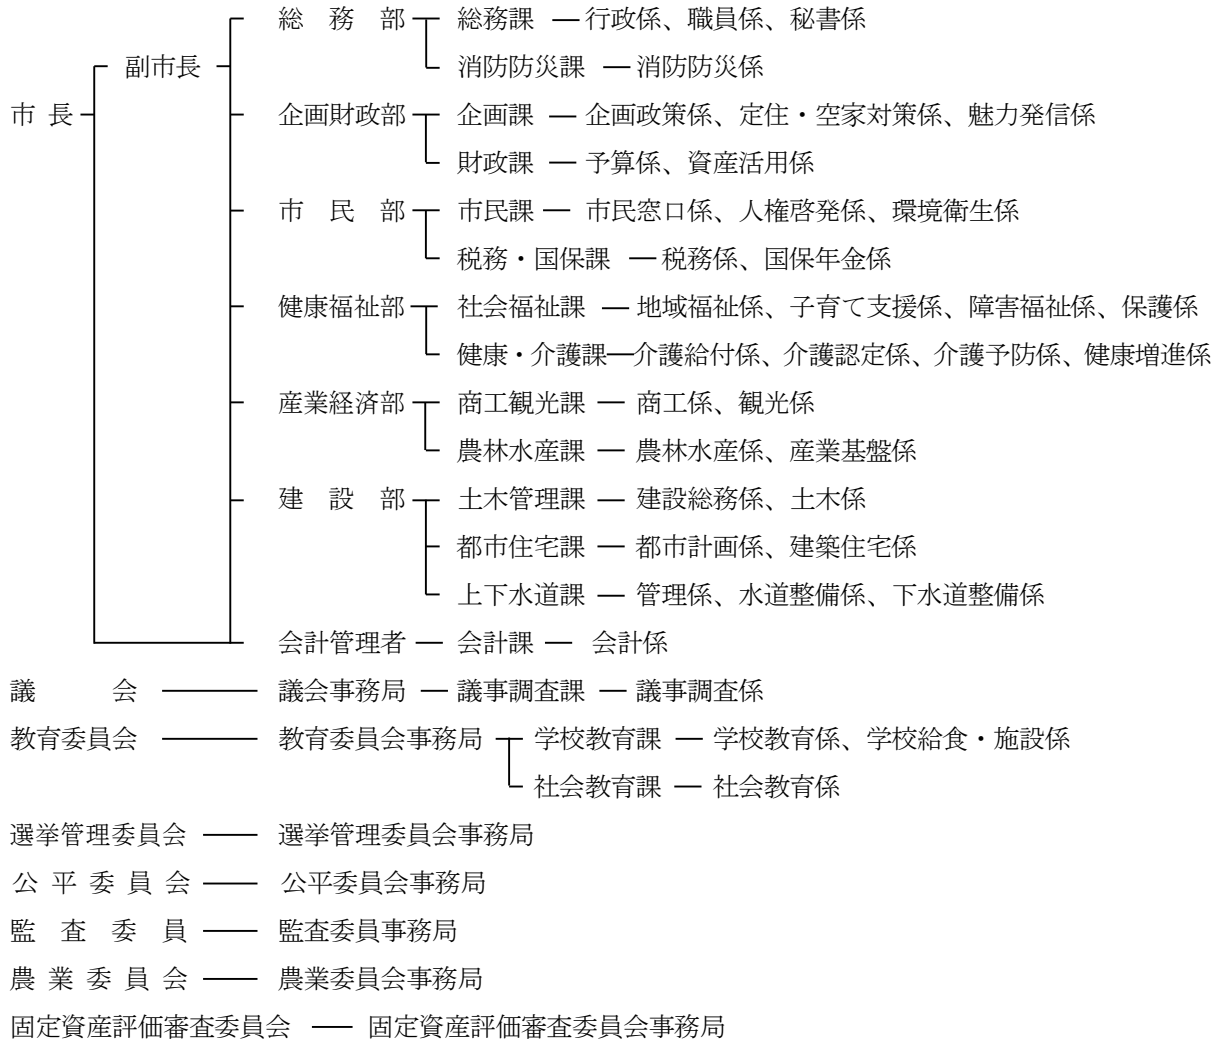 総務部 総務課 行政係、職員係、秘書係
副市長 消防防災課 消防防災係
市長 企画財政部 企画課 企画政策係、定住・空家対策係、魅力発信係
財政課 予算係、資産活用係
市民部 市民課 市民窓口係、人権啓発係、環境衛生係
税務・国保課 税務係、国保年金係
健康福祉部 社会福祉課 地域福祉係、子育て支援係、障害福祉係、保護係
健康・介護課 介護給付係、介護認定係、介護予防係、健康増進係
産業経済部 商工観光課 商工係、観光係
農林水産課 農林水産係、産業基盤係
建設部 土木管理課 建設総務係、土木係
都市住宅課 都市計画係、建築住宅係
上下水道課 管理係、水道整備係、下水道整備係
会計管理者 会計課 会計係
議会 議会事務局 議事調査課 議事調査係
教育委員会 教育委員会事務局 学校教育課 学校教育係、学校給食・施設係
社会教育課 社会教育係
選挙管理委員会 選挙管理委員会事務局
公平委員会 公平委員会事務局
監査委員 監査委員事務局
農業委員会 農業委員会事務局
固定資産評価審査委員会 固定資産評価審査委員会事務局